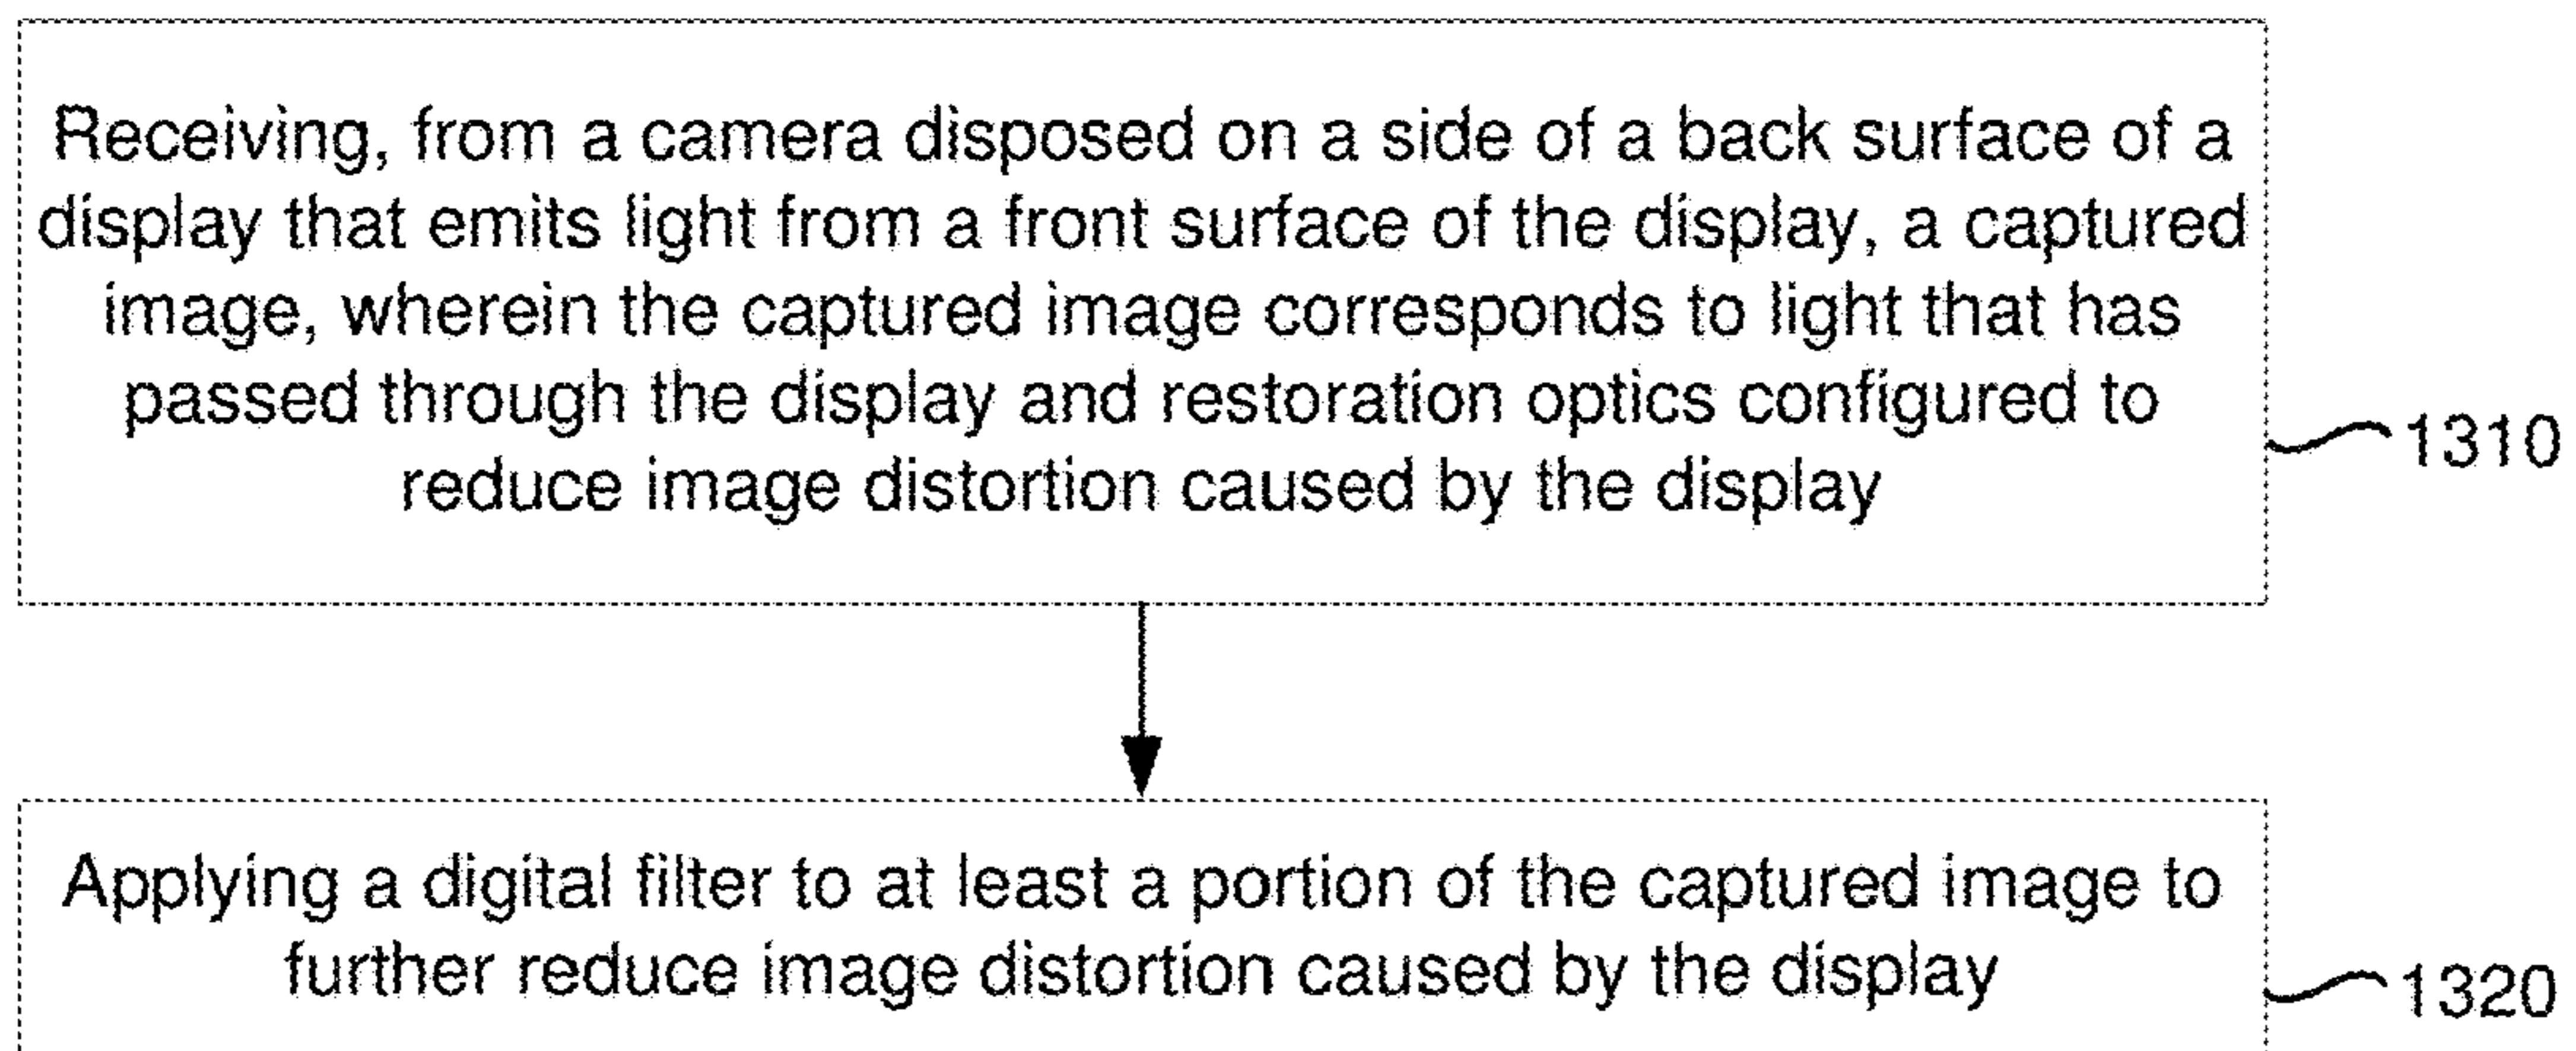 Receiving, from a camera disposed on a side of a back surface of a
display that emits light from a front surface of the display, a captured
image, wherein the captured image corresponds to light that has
passed through the display and restoration optics configured to
reduce image distortion caused by the display
1310
Applying a digital filter to at least a portion of the captured image to
further reduce image distortion caused by the display
1320